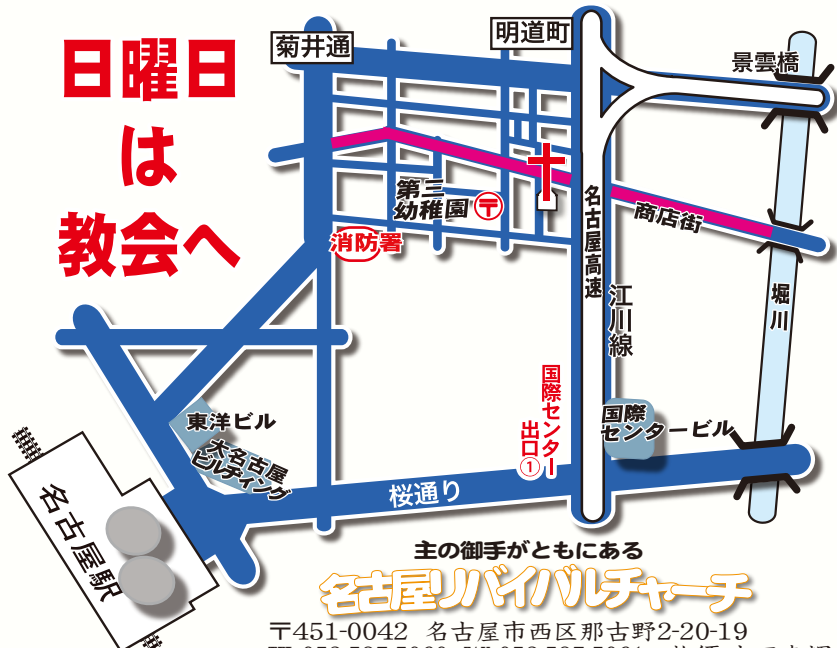 日曜日
は
教会へ
菊井通
明道町
景雲橋
第三
幼稚園
〒
消防署
商店街
名古屋高速
江川線
堀川
国際センター
出口①
国際
センタービル
東洋ビル
大名古屋
ビルディング
桜通り
名古屋駅
主の御手がともにある
名古屋リバイバルチャーチ
〒451-0042 名古屋市西区那古野2-20-19